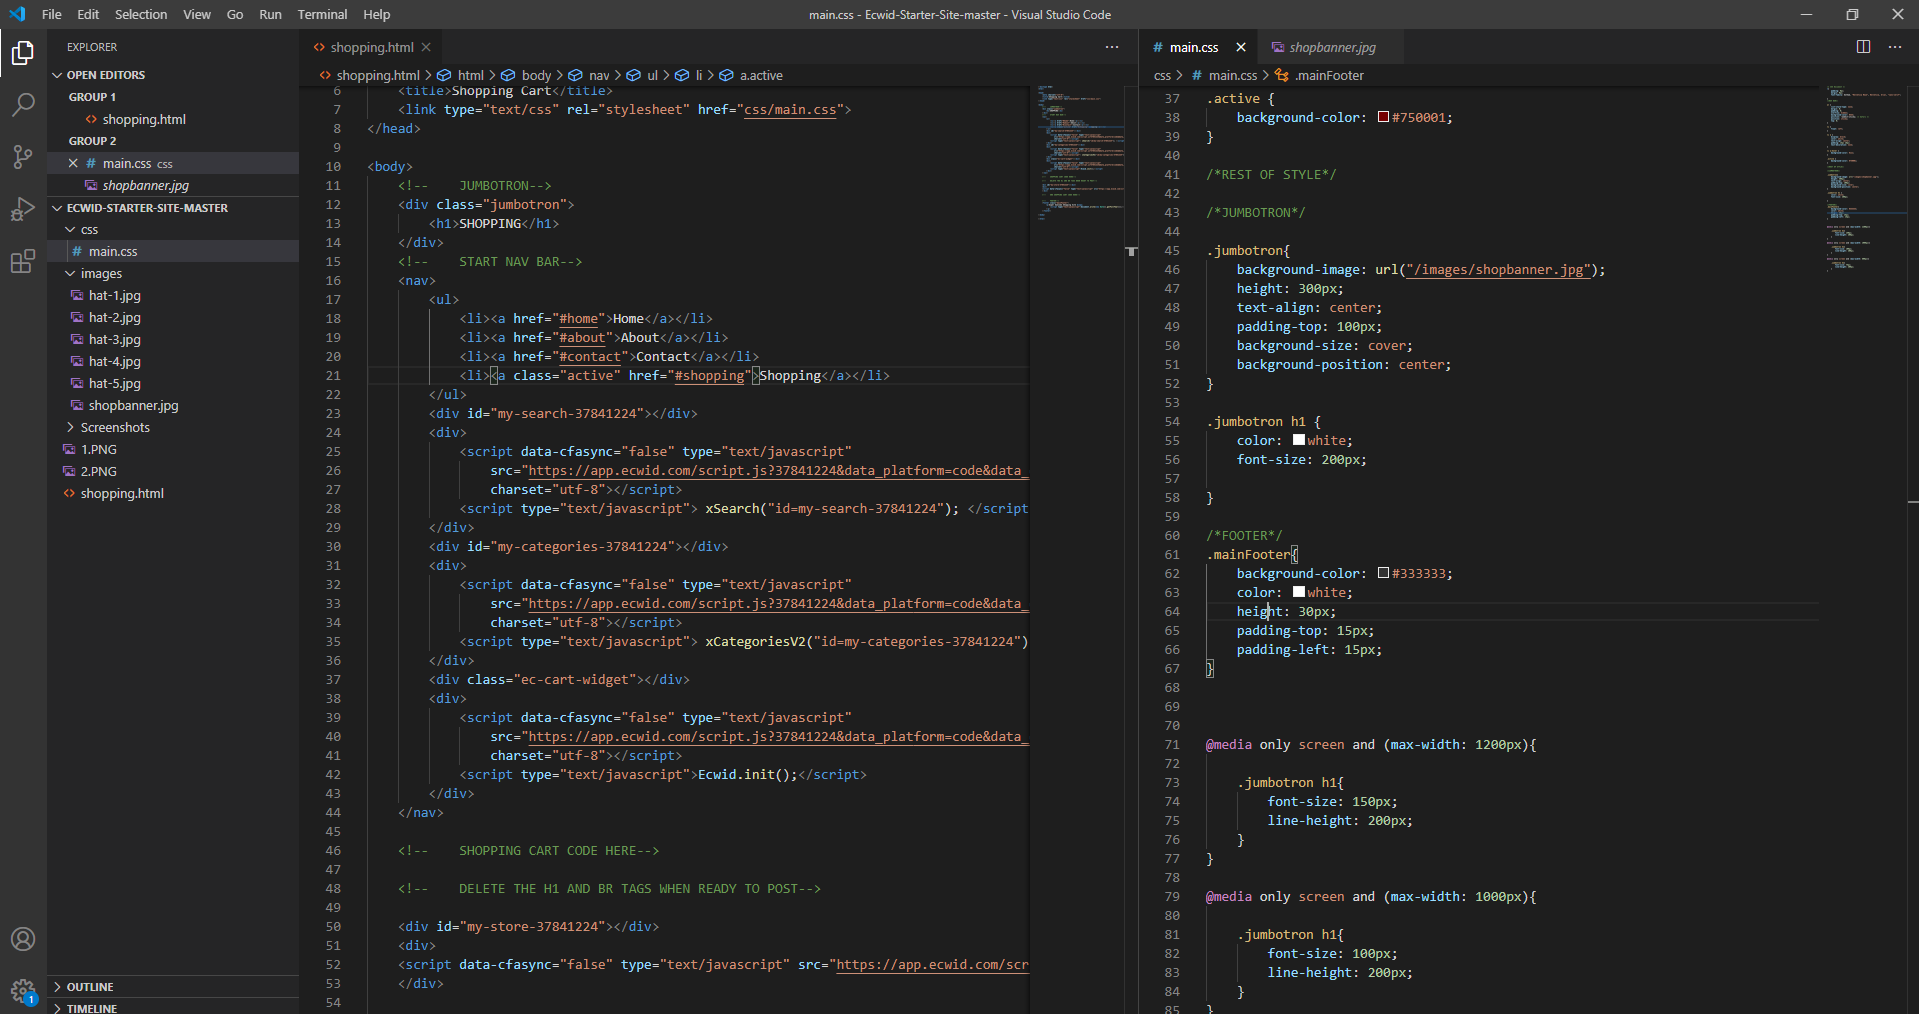 File Edit Selection View Go Run Terminal Help
main.css - Ecwid-Starter-Site-master - Visual Studio Code
EXPLORER
OPEN EDITORS
GROUP 1
shopping.html
GROUP 2
main.css css
shopbanner.jpg
ECWID-STARTER-SITE-MASTER
css
main.css
images
hat-1.jpg
hat-2.jpg
hat-3.jpg
hat-4.jpg
hat-5.jpg
shopbanner.jpg
Screenshots
1.PNG
2.PNG
shopping.html
OUTLINE
TIMELINE
1
shopping.html
shopping.html > html > body > nav > ul > li > a.active
6 <title>Shopping Cart</title>
7 <link type="text/css" rel="stylesheet" href="css/main.css">
8 </head>
9
10 <body>
11 <!-- JUMBOTRON-->
12 <div class="jumbotron">
13 <h1>SHOPPING</h1>
14 </div>
15 <!-- START NAV BAR-->
16 <nav>
17 <ul>
18 <li><a href="#home">Home</a></li>
19 <li><a href="#about">About</a></li>
20 <li><a href="#contact">Contact</a></li>
21 <li><a class="active" href="#shopping">Shopping</a></li>
22 </ul>
23 <div id="my-search-37841224"></div>
24 <div>
25 <script data-cfasync="false" type="text/javascript"
26 src="https://app.ecwid.com/script.js?37841224&data_platform=code&data_
27 charset="utf-8"></script>
28 <script type="text/javascript"> xSearch("id=my-search-37841224"); </script
29 </div>
30 <div id="my-categories-37841224"></div>
31 <div>
32 <script data-cfasync="false" type="text/javascript"
33 src="https://app.ecwid.com/script.js?37841224&data_platform=code&data_
34 charset="utf-8"></script>
35 <script type="text/javascript"> xCategoriesV2("id=my-categories-37841224")
36 </div>
37 <div class="ec-cart-widget"></div>
38 <div>
39 <script data-cfasync="false" type="text/javascript"
40 src="https://app.ecwid.com/script.js?37841224&data_platform=code&data_
41 charset="utf-8"></script>
42 <script type="text/javascript">Ecwid.init();</script>
43 </div>
44 </nav>
45
46 <!-- SHOPPING CART CODE HERE-->
47
48 <!-- DELETE THE H1 AND BR TAGS WHEN READY TO POST-->
49
50 <div id="my-store-37841224"></div>
51 <div>
52 <script data-cfasync="false" type="text/javascript" src="https://app.ecwid.com/scr
53 </div>
54
main.css
shopbanner.jpg
css > main.css > .mainFooter
37 .active {
38 background-color: #750001;
39 }
40
41 /*REST OF STYLE*/
42
43 /*JUMBOTRON*/
44
45 .jumbotron{
46 background-image: url("/images/shopbanner.jpg");
47 height: 300px;
48 text-align: center;
49 padding-top: 100px;
50 background-size: cover;
51 background-position: center;
52 }
53
54 .jumbotron h1 {
55 color: white;
56 font-size: 200px;
57
58 }
59
60 /*FOOTER*/
61 .mainFooter{
62 background-color: #333333;
63 color: white;
64 height: 30px;
65 padding-top: 15px;
66 padding-left: 15px;
67 }
68
69
70
71 @media only screen and (max-width: 1200px){
72
73 .jumbotron h1{
74 font-size: 150px;
75 line-height: 200px;
76 }
77 }
78
79 @media only screen and (max-width: 1000px){
80
81 .jumbotron h1{
82 font-size: 100px;
83 line-height: 200px;
84 }
85 }